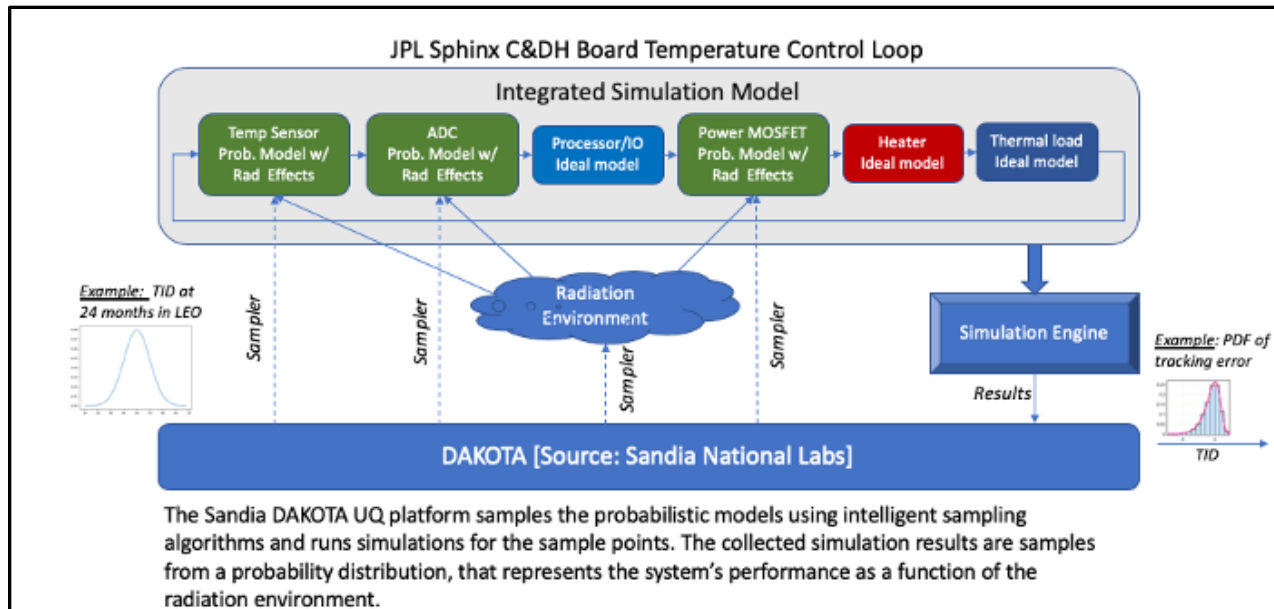 JPL Sphinx C&DH Board Temperature Control Loop
Integrated Simulation Model
Temp Sensor
Prob. Model w/
Rad Effects
ADC
Prob. Model w/
Rad Effects
Processor/IO
Ideal model
Power MOSFET
Prob. Model w/
Rad Effects
Heater
Ideal model
Thermal load
Ideal model
Example: TID at
24 months in LEO
Sampler
Sampler
Radiation
Environment
Sampler
Sampler
Simulation Engine
Results
Example: PDF of
tracking error
TID
DAKOTA [Source: Sandia National Labs]
The Sandia DAKOTA UQ platform samples the probabilistic models using intelligent sampling
algorithms and runs simulations for the sample points. The collected simulation results are samples
from a probability distribution, that represents the system's performance as a function of the
radiation environment.